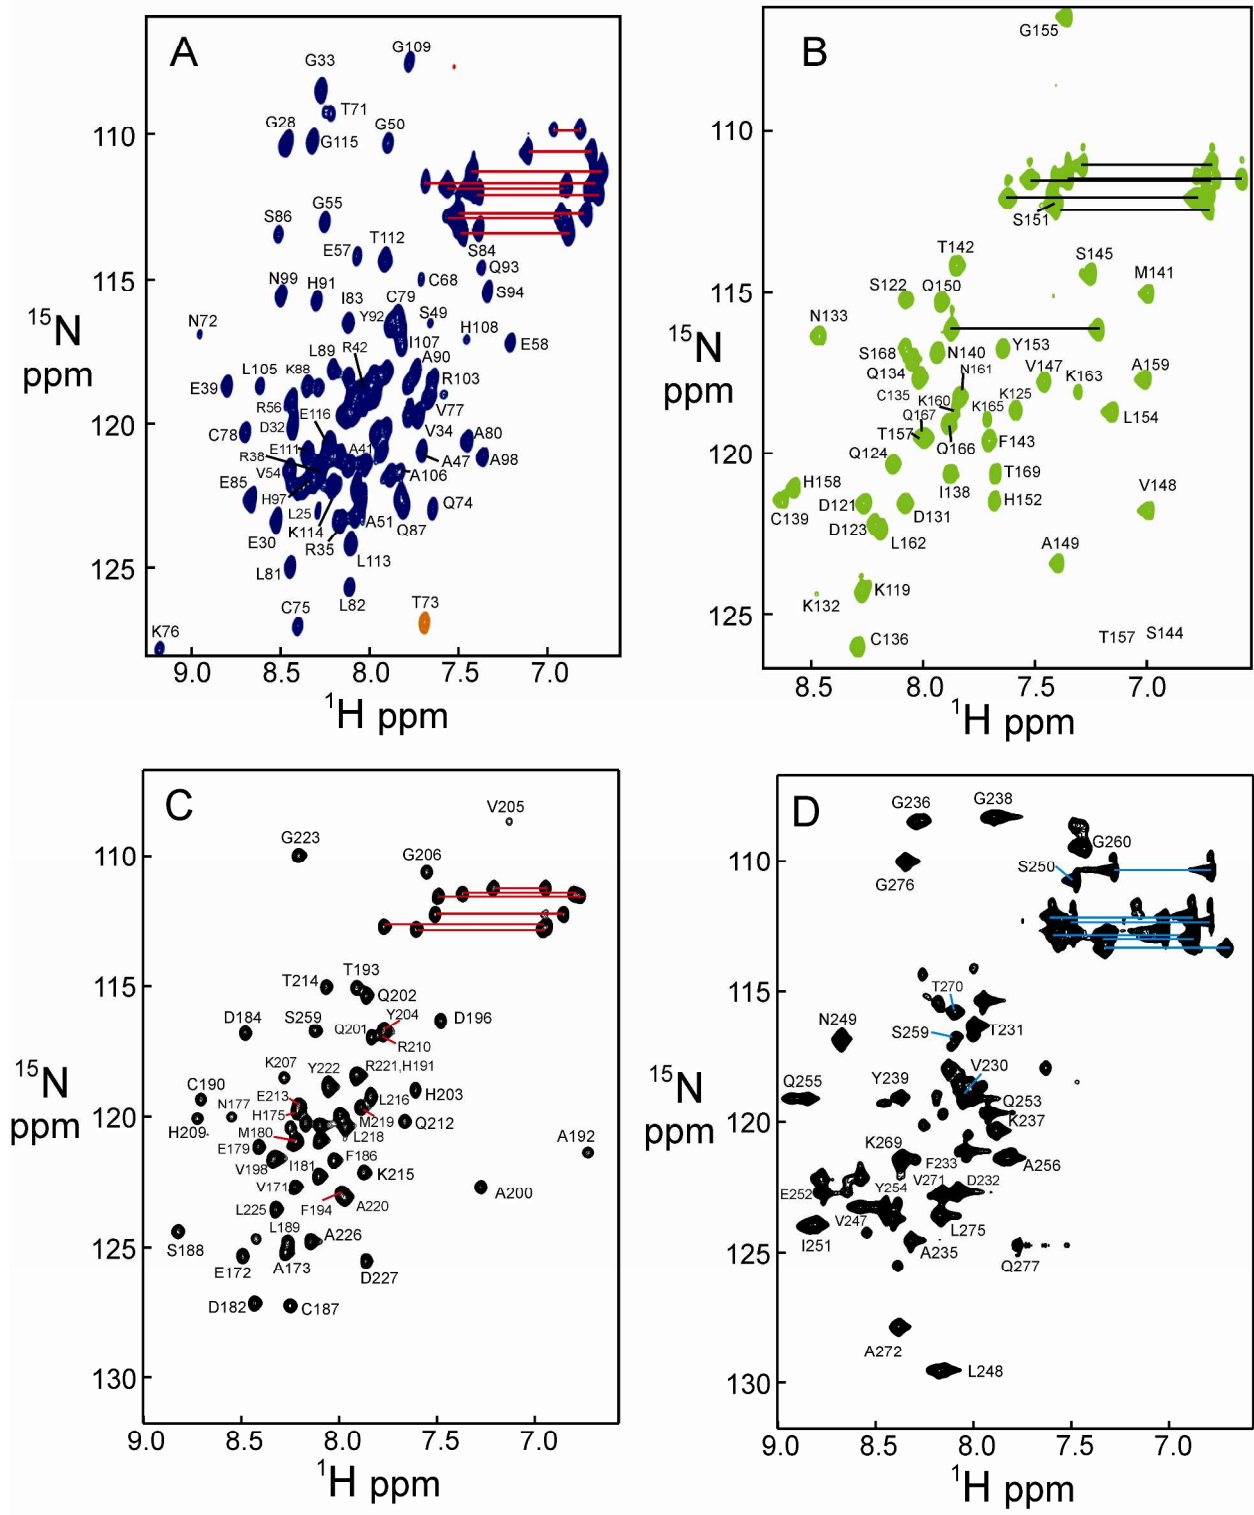 A
G109
G33
T71
G28
G115
G50
110
S86
G55
E57
T112
S84
Q93
115
N99
H91
C68
S94
I83
C79
Y92
S49
N72
R42
I107
H108
E58
L89
A90
L105
K88
R103
E39
R56
E116
V77
120
D32
V34
C78
E111
A41
A80
R38
A47
A98
V54
A106
E85
H97
Q74
L25
K114
A51
Q87
E30
R35
L113
L81
125
L82
T73
C75
K76
15N
ppm
9.0 8.5 8.0 7.5 7.0
1H ppm
B
G155
110
S151
T142
S145
S122
Q150
M141
115
N133
Y153
S168
N140
V147
A159
Q134
N161
K163
C135
K160
K165
K125
Q167
L154
T157
Q166
F143
120
Q124
T169
I138
H158
H152
V148
C139
D121
D131
D123
L162
A149
K119
K132
125
C136
T157
S144
15N
ppm
8.5 8.0 7.5 7.0
1H ppm
C
V205
G223
110
G206
115
T214
T193
Q202
D184
S259
Q201
Y204
D196
R210
K207
Y222
R221,H191
C190
E213
H203
N177
L216
120
H175
M219
Q212
H209
M180
L218
A192
E179
F186
V198
I181
K215
V171
A200
F194
A220
L225
L189
A226
S188
125
E172
A173
D227
D182
C187
130
15N
ppm
9.0 8.5 8.0 7.5 7.0
1H ppm
D
G236
G238
G260
110
S250
G276
115
T270
N249
S259
T231
V230
Q255
Y239
Q253
120
K237
K269
F233
A256
E252
Y254
V271
D232
V247
L275
I251
A235
125
Q277
A272
L248
130
15N
ppm
9.0 8.5 8.0 7.5 7.0
1H ppm